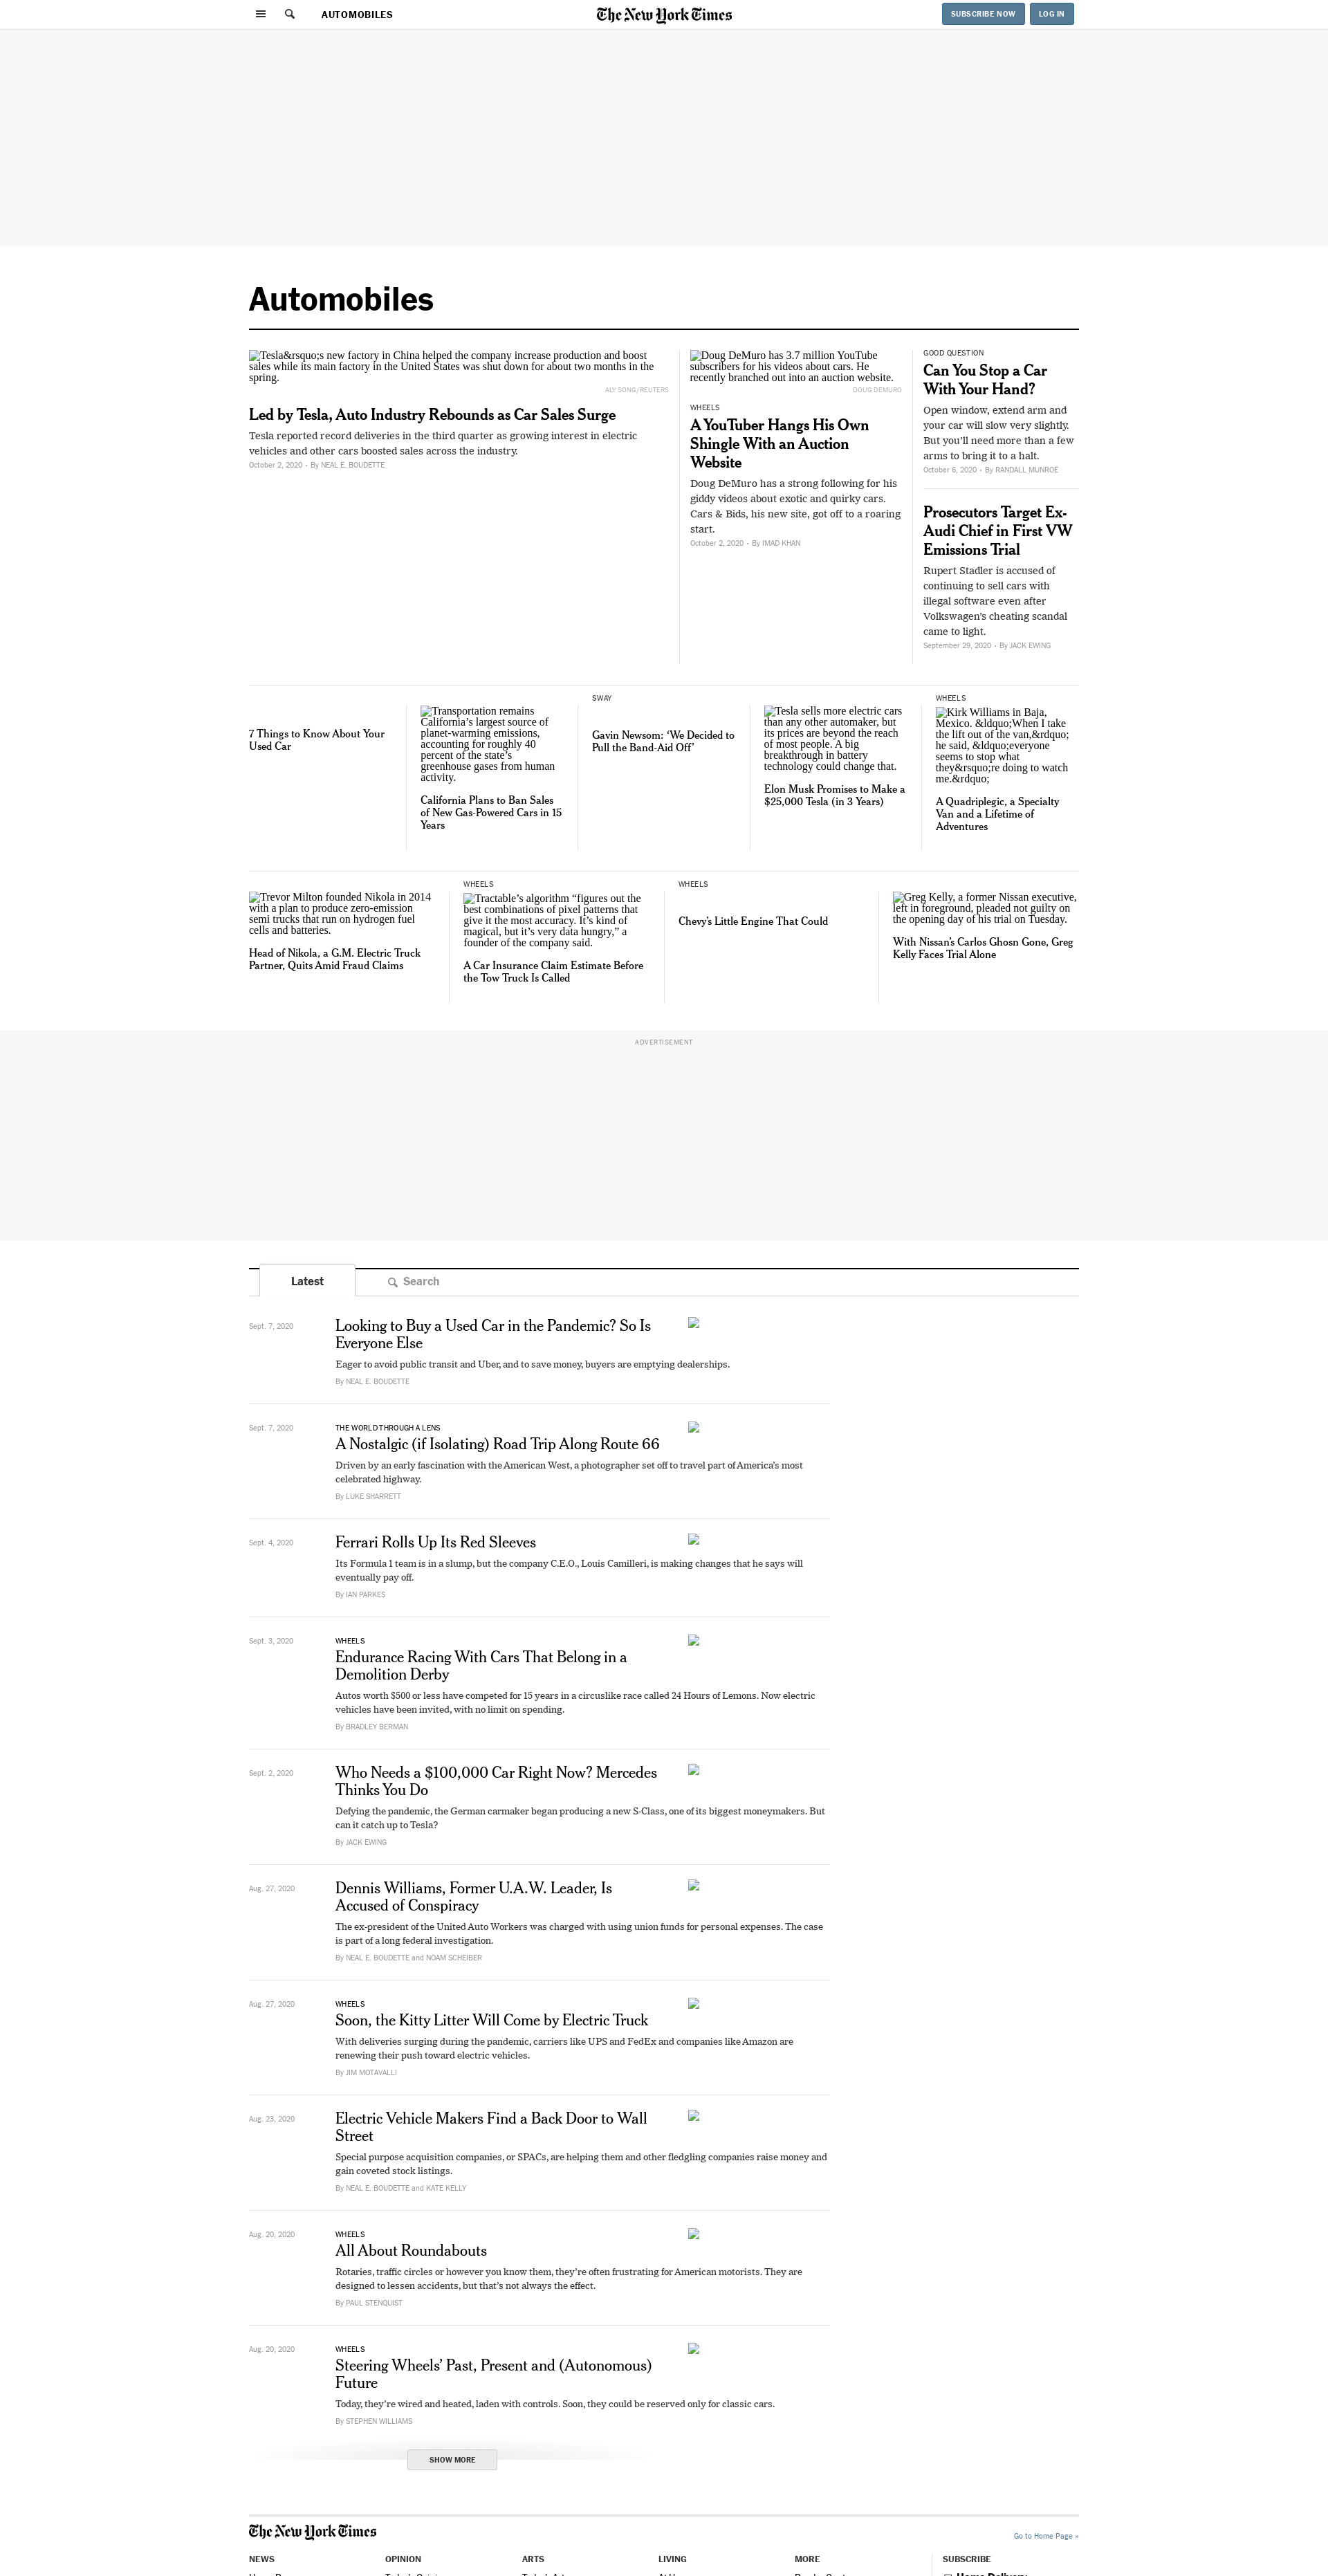 AUTOMOBILES
The New York Times
SUBSCRIBE NOW
LOG IN
Automobiles
Tesla&rsquo;s new factory in China helped the company increase production and boost
sales while its main factory in the United States was shut down for about two months in the
spring.
ALY SONG/REUTERS
Led by Tesla, Auto Industry Rebounds as Car Sales Surge
Tesla reported record deliveries in the third quarter as growing interest in electric
vehicles and other cars boosted sales across the industry.
October 2, 2020 • By NEAL E. BOUDETTE
Doug DeMuro has 3.7 million YouTube
subscribers for his videos about cars. He
recently branched out into an auction website.
DOUG DEMURO
WHEELS
A YouTuber Hangs His Own
Shingle With an Auction
Website
Doug DeMuro has a strong following for his
giddy videos about exotic and quirky cars.
Cars & Bids, his new site, got off to a roaring
start.
October 2, 2020 • By IMAD KHAN
GOOD QUESTION
Can You Stop a Car
With Your Hand?
Open window, extend arm and
your car will slow very slightly.
But you’ll need more than a few
arms to bring it to a halt.
October 6, 2020 • By RANDALL MUNROE
Prosecutors Target Ex-
Audi Chief in First VW
Emissions Trial
Rupert Stadler is accused of
continuing to sell cars with
illegal software even after
Volkswagen’s cheating scandal
came to light.
September 29, 2020 • By JACK EWING
7 Things to Know About Your
Used Car
Transportation remains
California’s largest source of
planet-warming emissions,
accounting for roughly 40
percent of the state’s
greenhouse gases from human
activity.
California Plans to Ban Sales
of New Gas-Powered Cars in 15
Years
SWAY
Gavin Newsom: ‘We Decided to
Pull the Band-Aid Off’
Tesla sells more electric cars
than any other automaker, but
its prices are beyond the reach
of most people. A big
breakthrough in battery
technology could change that.
Elon Musk Promises to Make a
$25,000 Tesla (in 3 Years)
WHEELS
Kirk Williams in Baja,
Mexico. &ldquo;When I take
the lift out of the van,&rdquo;
he said, &ldquo;everyone
seems to stop what
they&rsquo;re doing to watch
me.&rdquo;
A Quadriplegic, a Specialty
Van and a Lifetime of
Adventures
Trevor Milton founded Nikola in 2014
with a plan to produce zero-emission
semi trucks that run on hydrogen fuel
cells and batteries.
Head of Nikola, a G.M. Electric Truck
Partner, Quits Amid Fraud Claims
WHEELS
Tractable’s algorithm “figures out the
best combinations of pixel patterns that
give it the most accuracy. It’s kind of
magical, but it’s very data hungry,” a
founder of the company said.
A Car Insurance Claim Estimate Before
the Tow Truck Is Called
WHEELS
Chevy’s Little Engine That Could
Greg Kelly, a former Nissan executive,
left in foreground, pleaded not guilty on
the opening day of his trial on Tuesday.
With Nissan’s Carlos Ghosn Gone, Greg
Kelly Faces Trial Alone
ADVERTISEMENT
Latest
Search
Sept. 7, 2020
Looking to Buy a Used Car in the Pandemic? So Is
Everyone Else
Eager to avoid public transit and Uber, and to save money, buyers are emptying dealerships.
By NEAL E. BOUDETTE
Sept. 7, 2020
THE WORLD THROUGH A LENS
A Nostalgic (if Isolating) Road Trip Along Route 66
Driven by an early fascination with the American West, a photographer set off to travel part of America’s most
celebrated highway.
By LUKE SHARRETT
Sept. 4, 2020
Ferrari Rolls Up Its Red Sleeves
Its Formula 1 team is in a slump, but the company C.E.O., Louis Camilleri, is making changes that he says will
eventually pay off.
By IAN PARKES
Sept. 3, 2020
WHEELS
Endurance Racing With Cars That Belong in a
Demolition Derby
Autos worth $500 or less have competed for 15 years in a circuslike race called 24 Hours of Lemons. Now electric
vehicles have been invited, with no limit on spending.
By BRADLEY BERMAN
Sept. 2, 2020
Who Needs a $100,000 Car Right Now? Mercedes
Thinks You Do
Defying the pandemic, the German carmaker began producing a new S-Class, one of its biggest moneymakers. But
can it catch up to Tesla?
By JACK EWING
Aug. 27, 2020
Dennis Williams, Former U.A.W. Leader, Is
Accused of Conspiracy
The ex-president of the United Auto Workers was charged with using union funds for personal expenses. The case
is part of a long federal investigation.
By NEAL E. BOUDETTE and NOAM SCHEIBER
Aug. 27, 2020
WHEELS
Soon, the Kitty Litter Will Come by Electric Truck
With deliveries surging during the pandemic, carriers like UPS and FedEx and companies like Amazon are
renewing their push toward electric vehicles.
By JIM MOTAVALLI
Aug. 23, 2020
Electric Vehicle Makers Find a Back Door to Wall
Street
Special purpose acquisition companies, or SPACs, are helping them and other fledgling companies raise money and
gain coveted stock listings.
By NEAL E. BOUDETTE and KATE KELLY
Aug. 20, 2020
WHEELS
All About Roundabouts
Rotaries, traffic circles or however you know them, they’re often frustrating for American motorists. They are
designed to lessen accidents, but that’s not always the effect.
By PAUL STENQUIST
Aug. 20, 2020
WHEELS
Steering Wheels’ Past, Present and (Autonomous)
Future
Today, they’re wired and heated, laden with controls. Soon, they could be reserved only for classic cars.
By STEPHEN WILLIAMS
SHOW MORE
The New York Times
Go to Home Page »
NEWS
OPINION
ARTS
LIVING
MORE
SUBSCRIBE